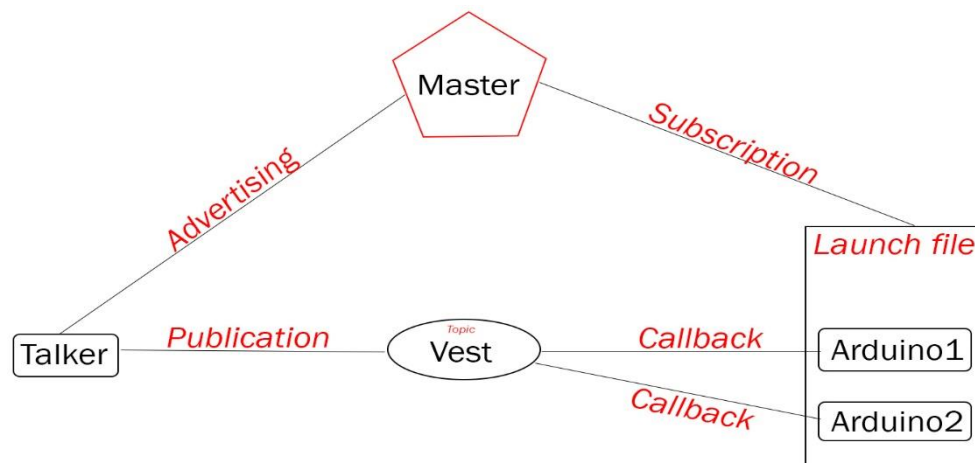 Master
Advertising
Subscription
Launch file
Talker
Publication
Topic
Vest
Callback
Arduino1
Callback
Arduino2